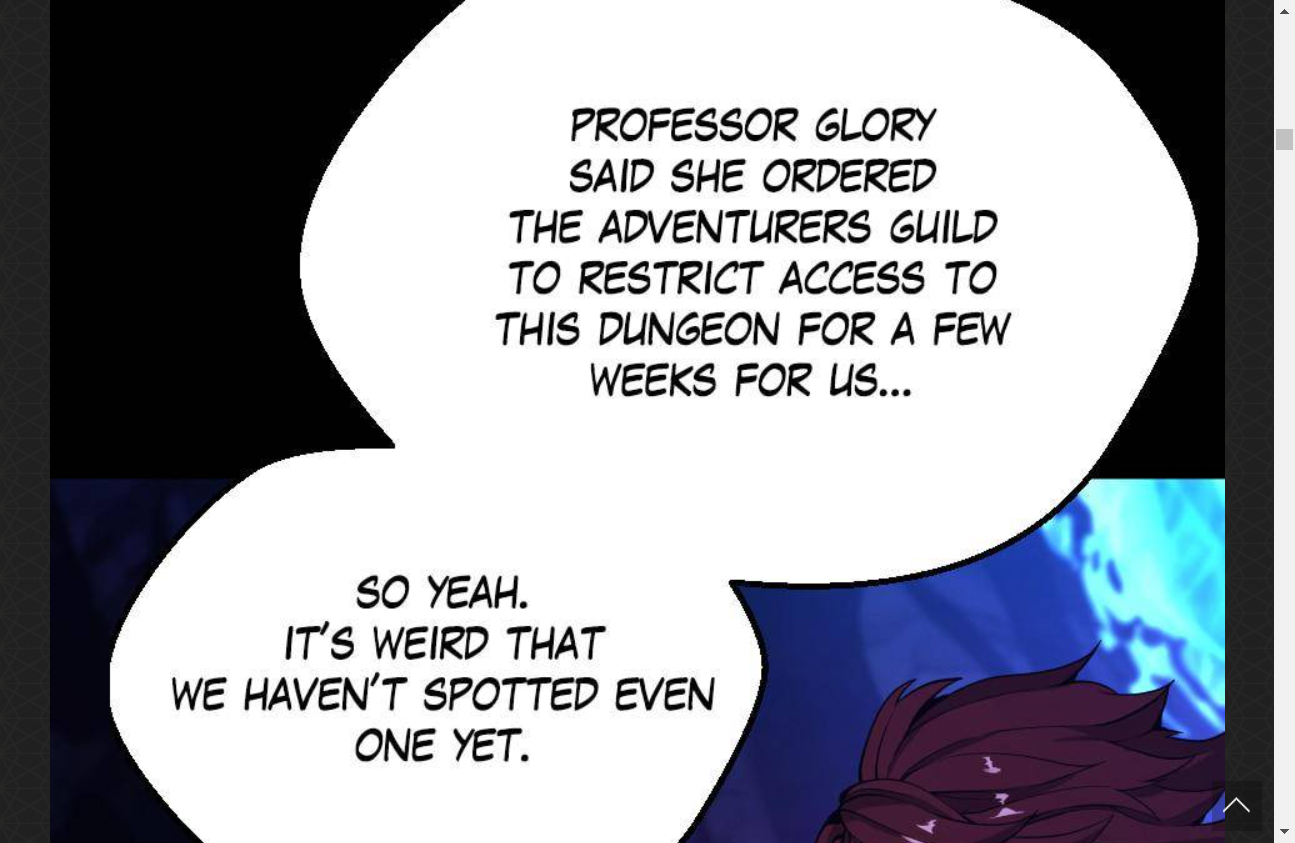 PROFESSOR GLORY
SAID SHE ORDERED
THE ADVENTURERS GUILD
TO RESTRICT ACCESS TO
THIS DUNGEON FOR A FEW
WEEKS FOR US...
SO YEAH.
IT'S WEIRD THAT
WE HAVEN'T SPOTTED EVEN
ONE YET.